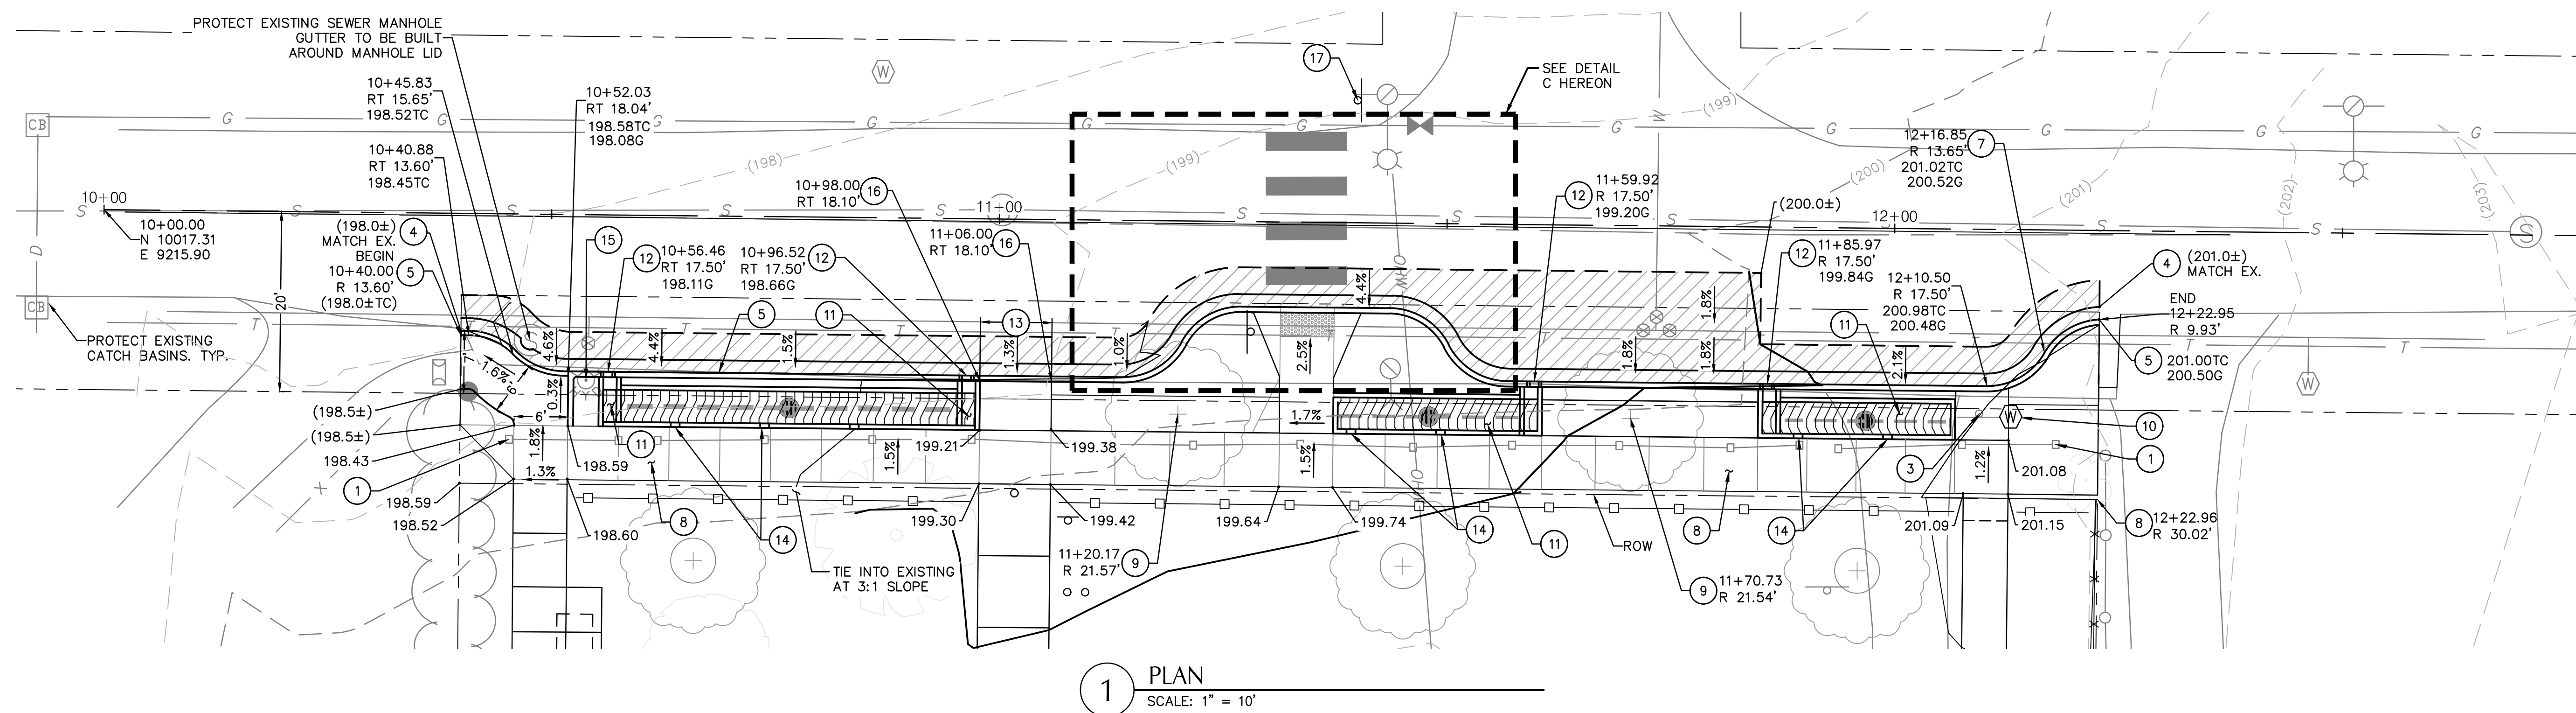 PROTECT EXISTING SEWER MANHOLE
GUTTER TO BE BUILT
AROUND MANHOLE LID
10+45.83
RT 15.65'
198.52TC
10+40.88
RT 13.60'
198.45TC
10+52.03
RT 18.04'
198.58TC
198.08G
W
17
SEE DETAIL
C HEREON
CB
G
G
G
G
G
G
G
G
G
G
G
(198)
(199)
(199)
W
12+16.85
R 13.65'
201.02TC
200.52G
7
(200)
(201)
(202)
(203)
10+00
S
S
S
S
S
S
S
S
S
S
S
S
11+00
12+00
10+00.00
N 10017.31
E 9215.90
D
20'
(198.0±)
MATCH EX.
4
BEGIN
10+40.00
R 13.60'
(198.0±TC)
5
15
12
10+56.46
RT 17.50'
198.11G
10+96.52
RT 17.50'
198.66G
12
10+98.00
RT 18.10'
16
11+06.00
RT 18.10'
16
12
11+59.92
R 17.50'
199.20G
(200.0±)
12
11+85.97
R 17.50'
199.84G
12+10.50
R 17.50'
200.98TC
200.48G
4
(201.0±)
MATCH EX.
END
12+22.95
R 9.93'
5
201.00TC
200.50G
OHW
CB
PROTECT EXISTING
CATCH BASINS. TYP.
T
T
T
T
T
T
T
T
5
11
13
11
7'
1.6%
6'
4.6%
0.3%
4.4%
1.5%
1.3%
1.0%
2.5%
4.4%
1.8%
1.8%
1.8%
2.1%
W
(198.5±)
(198.5±)
198.43
1
198.59
198.52
6'
1.8%
1.3%
198.59
198.60
11
8
14
1.5%
199.21
199.30
199.38
199.42
TIE INTO EXISTING
AT 3:1 SLOPE
11+20.17
R 21.57'
9
1.7%
1.5%
199.64
199.74
OHW
14
11
ROW
8
9
11+70.73
R 21.54'
14
3
W
10
1
1.2%
201.08
201.09
201.15
8
12+22.96
R 30.02'
1
PLAN
SCALE: 1" = 10'